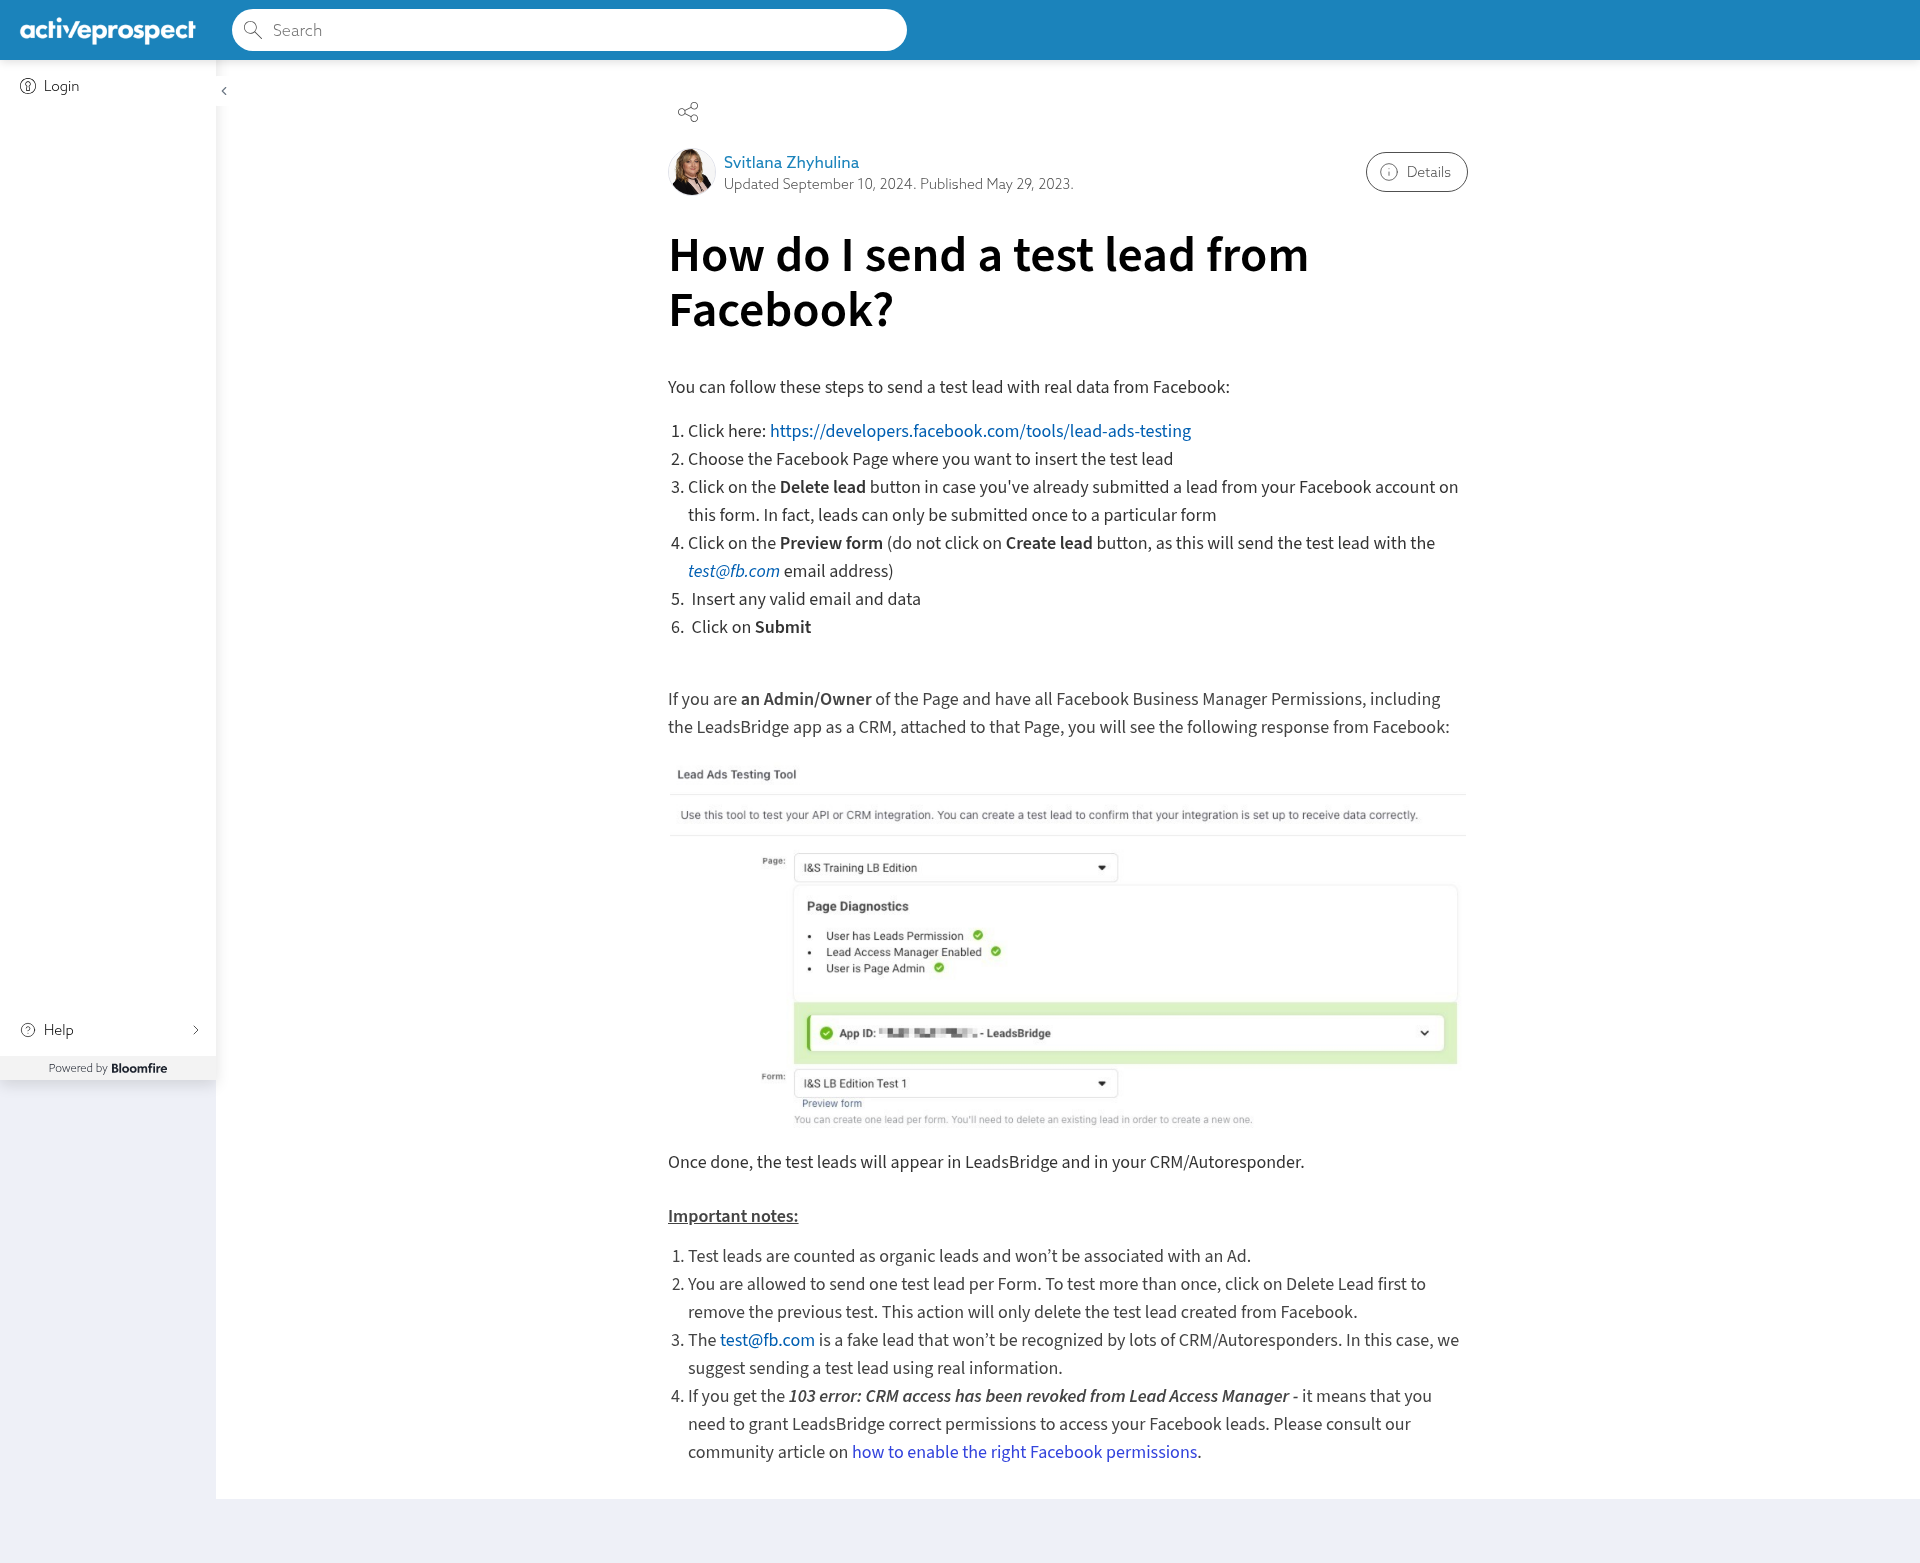 activeprospect
Search
Login
Svitlana Zhyhulina
Updated September 10, 2024. Published May 29, 2023.
Details
How do I send a test lead from
Facebook?
You can follow these steps to send a test lead with real data from Facebook:
1. Click here: https://developers.facebook.com/tools/lead-ads-testing
2. Choose the Facebook Page where you want to insert the test lead
3. Click on the Delete lead button in case you've already submitted a lead from your Facebook account on
this form. In fact, leads can only be submitted once to a particular form
4. Click on the Preview form (do not click on Create lead button, as this will send the test lead with the
test@fb.com email address)
5. Insert any valid email and data
6. Click on Submit
If you are an Admin/Owner of the Page and have all Facebook Business Manager Permissions, including
the LeadsBridge app as a CRM, attached to that Page, you will see the following response from Facebook:
Lead Ads Testing Tool
Use this tool to test your API or CRM integration. You can create a test lead to confirm that your integration is set up to receive data correctly.
Page:
I&S Training LB Edition
Page Diagnostics
• User has Leads Permission
• Lead Access Manager Enabled
• User is Page Admin
App ID: - LeadsBridge
Form:
I&S LB Edition Test 1
Preview form
You can create one lead per form. You'll need to delete an existing lead in order to create a new one.
Once done, the test leads will appear in LeadsBridge and in your CRM/Autoresponder.
Important notes:
1. Test leads are counted as organic leads and won’t be associated with an Ad.
2. You are allowed to send one test lead per Form. To test more than once, click on Delete Lead first to
remove the previous test. This action will only delete the test lead created from Facebook.
3. The test@fb.com is a fake lead that won’t be recognized by lots of CRM/Autoresponders. In this case, we
suggest sending a test lead using real information.
4. If you get the 103 error: CRM access has been revoked from Lead Access Manager - it means that you
need to grant LeadsBridge correct permissions to access your Facebook leads. Please consult our
community article on how to enable the right Facebook permissions.
Help
Powered by Bloomfire